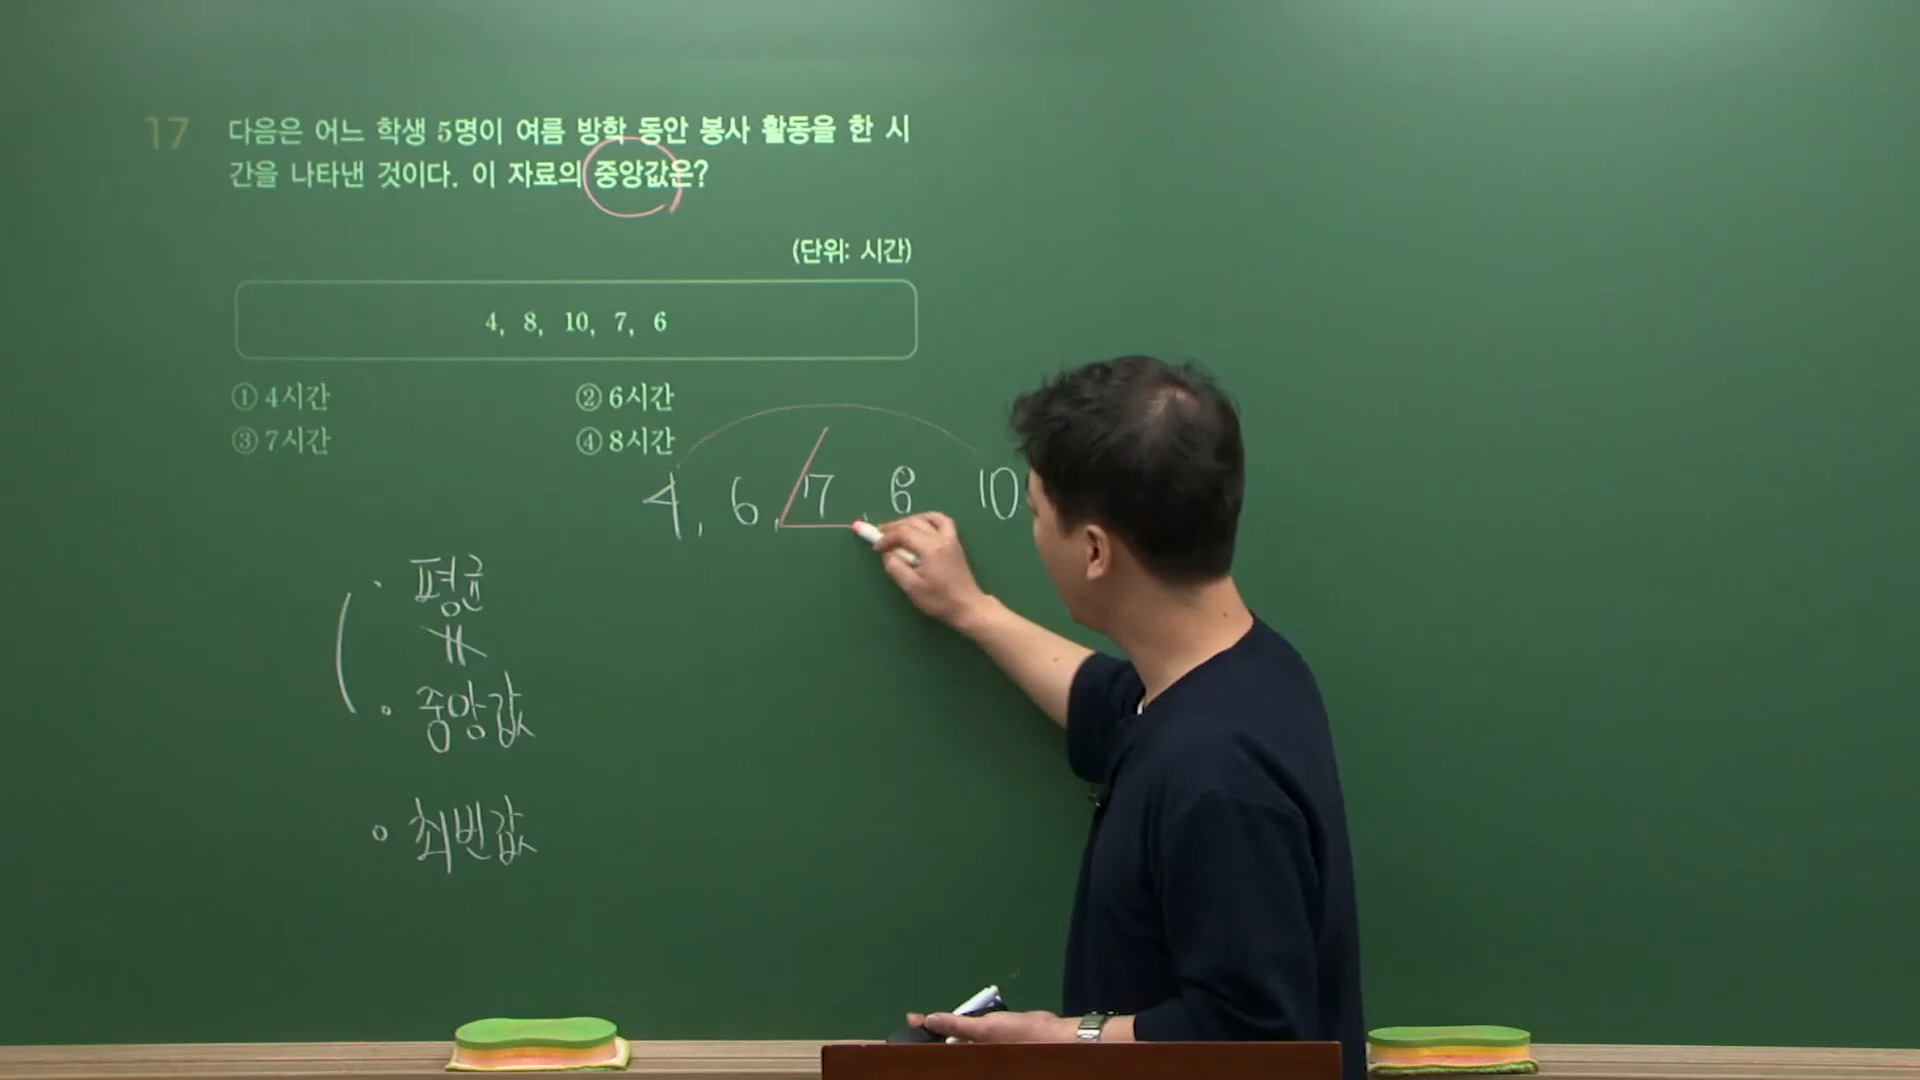 17 다음은 어느 학생 5명이 여름 방학 동안 봉사 활동을 한 시
간을 나타낸 것이다. 이 자료의 중앙값은?
(단위: 시간)
4, 8, 10, 7, 6
① 4시간 ② 6시간
③ 7시간 ④ 8시간
4, 6, 7, 8 10
· 평균
· 중앙값
· 최빈값